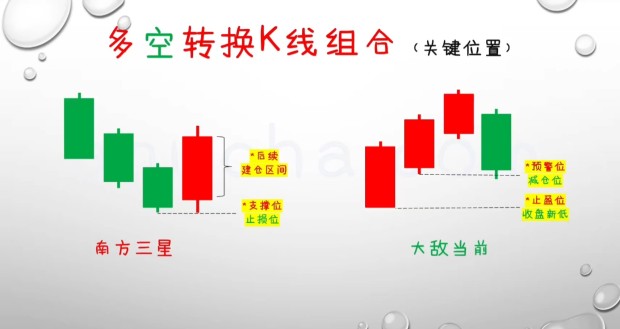 多空转换K线组合（关键位置）
*后续
建仓区间
*支撑位
止损位
南方三星
*预警位
减仓位
*止盈位
收盘新低
大敌当前